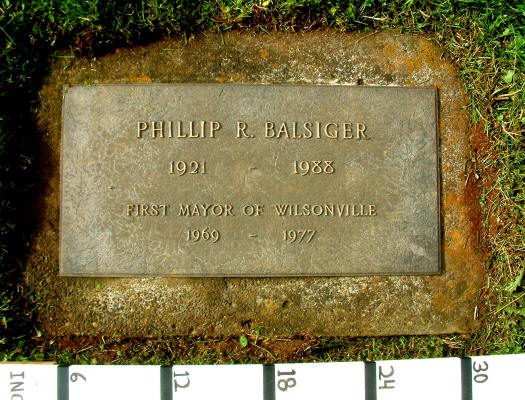 PHILLIP R. BALSIGER
1921 - 1988
FIRST MAYOR OF WILSONVILLE
1969 - 1977
6 12 18 24 30